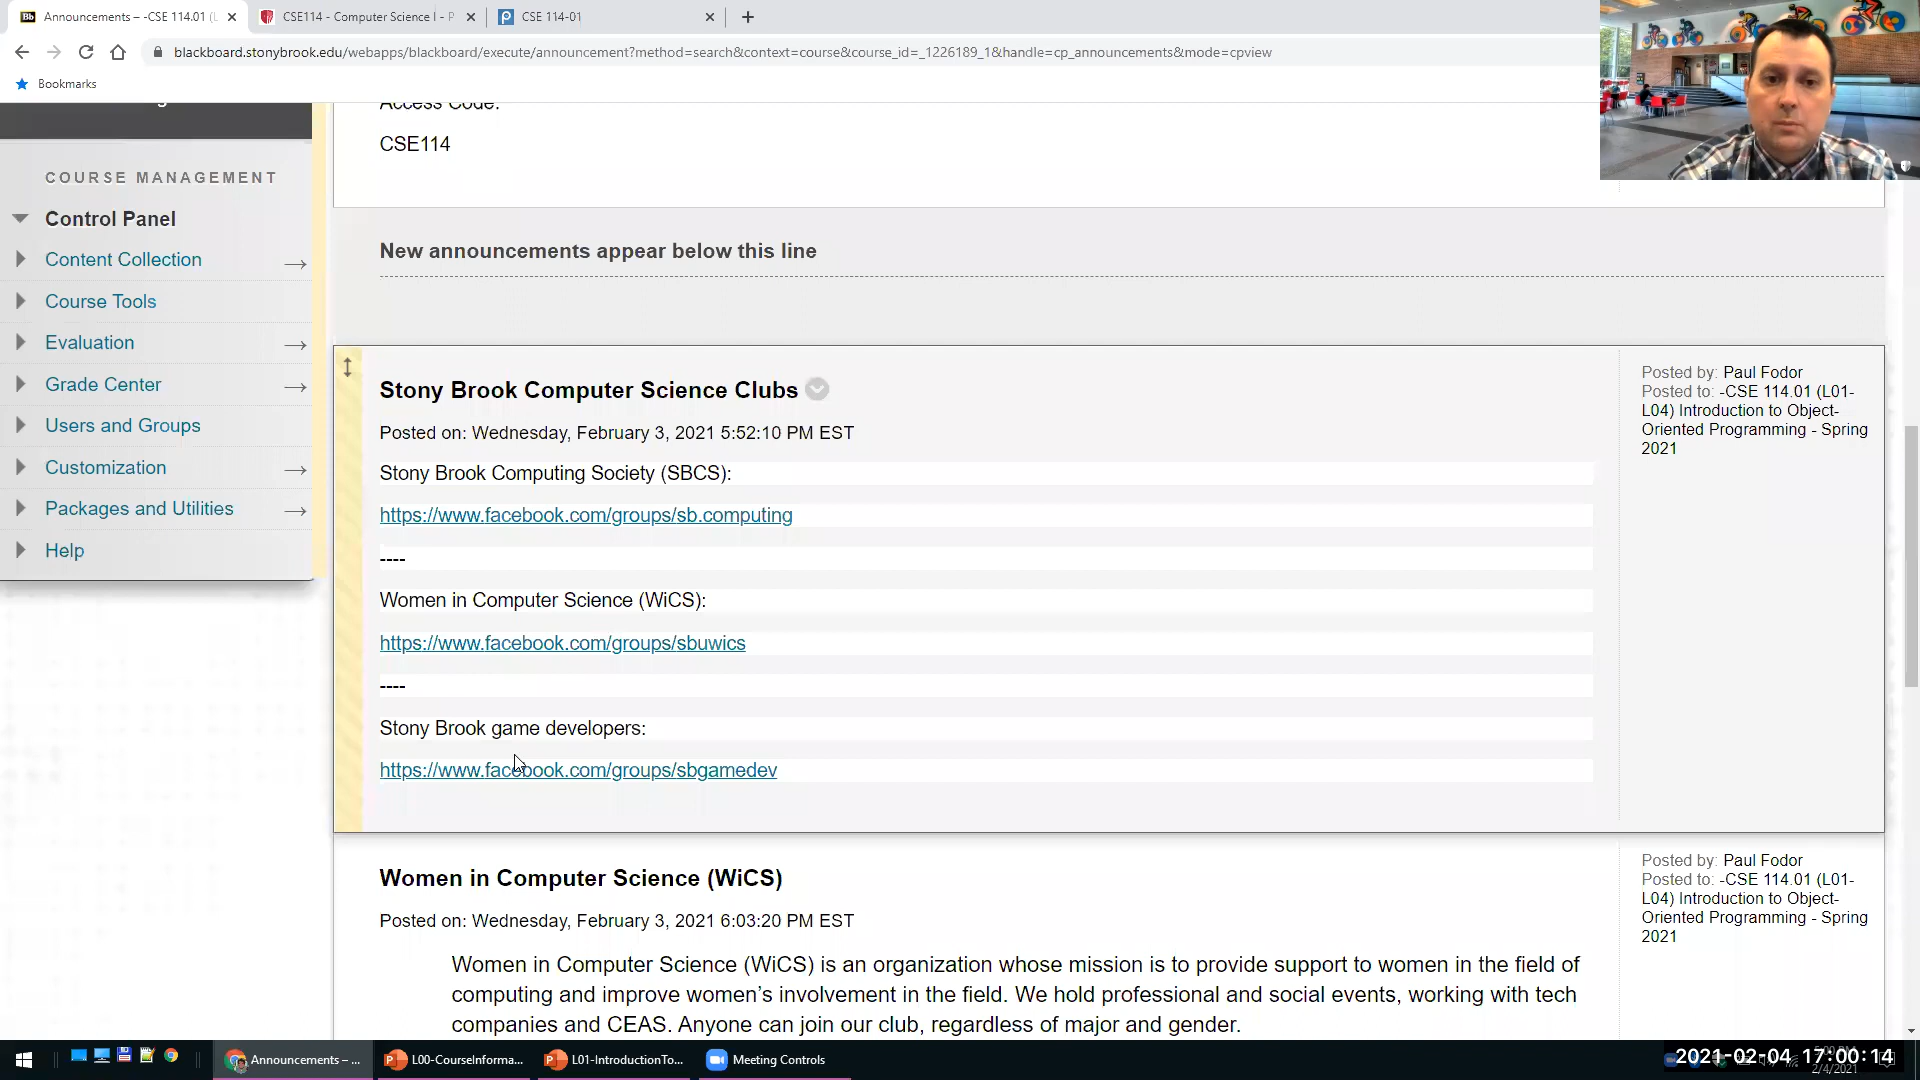 Announcements – -CSE 114.01 (L
CSE114 - Computer Science I - P
CSE 114-01
blackboard.stonybrook.edu/webapps/blackboard/execute/announcement?method=search&context=course&course_id=_1226189_1&handle=cp_announcements&mode=cpview
Bookmarks
Access Code:
CSE114
COURSE MANAGEMENT
Control Panel
Content Collection
Course Tools
Evaluation
Grade Center
Users and Groups
Customization
Packages and Utilities
Help
New announcements appear below this line
Stony Brook Computer Science Clubs
Posted on: Wednesday, February 3, 2021 5:52:10 PM EST
Stony Brook Computing Society (SBCS):
https://www.facebook.com/groups/sb.computing
----
Women in Computer Science (WiCS):
https://www.facebook.com/groups/sbuwics
----
Stony Brook game developers:
https://www.facebook.com/groups/sbgamedev
Posted by: Paul Fodor
Posted to: -CSE 114.01 (L01-
L04) Introduction to Object-
Oriented Programming - Spring
2021
Women in Computer Science (WiCS)
Posted on: Wednesday, February 3, 2021 6:03:20 PM EST
Women in Computer Science (WiCS) is an organization whose mission is to provide support to women in the field of
computing and improve women's involvement in the field. We hold professional and social events, working with tech
companies and CEAS. Anyone can join our club, regardless of major and gender.
Posted by: Paul Fodor
Posted to: -CSE 114.01 (L01-
L04) Introduction to Object-
Oriented Programming - Spring
2021
Announcements – ...
L00-CourseInforma...
L01-IntroductionTo...
Meeting Controls
2021-02-04 17:00:14
2/4/2021